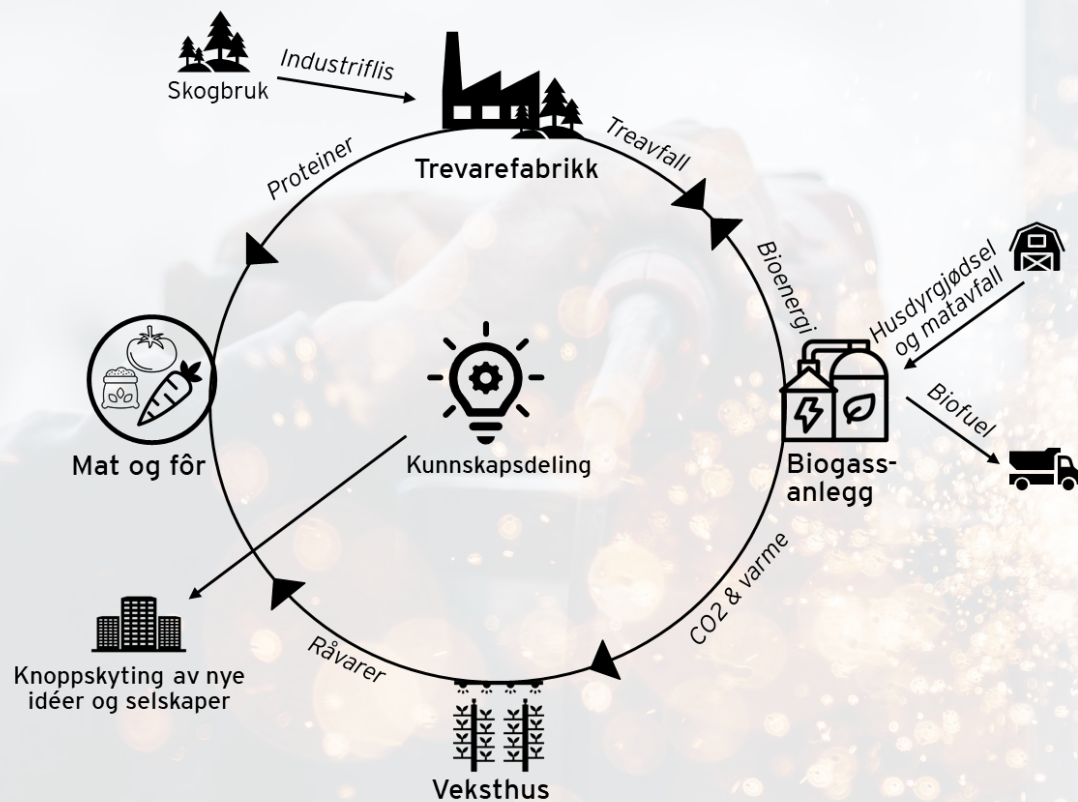 Industriflis
Skogbruk
Trevarefabrikk
Treavfall
Proteiner
Bioenergi
Husdyrgjødsel
og matavfall
Biofuel
Mat og fôr
Kunnskapsdeling
Biogass-
anlegg
CO2 & varme
Råvarer
Knoppskyting av nye
idéer og selskaper
Veksthus